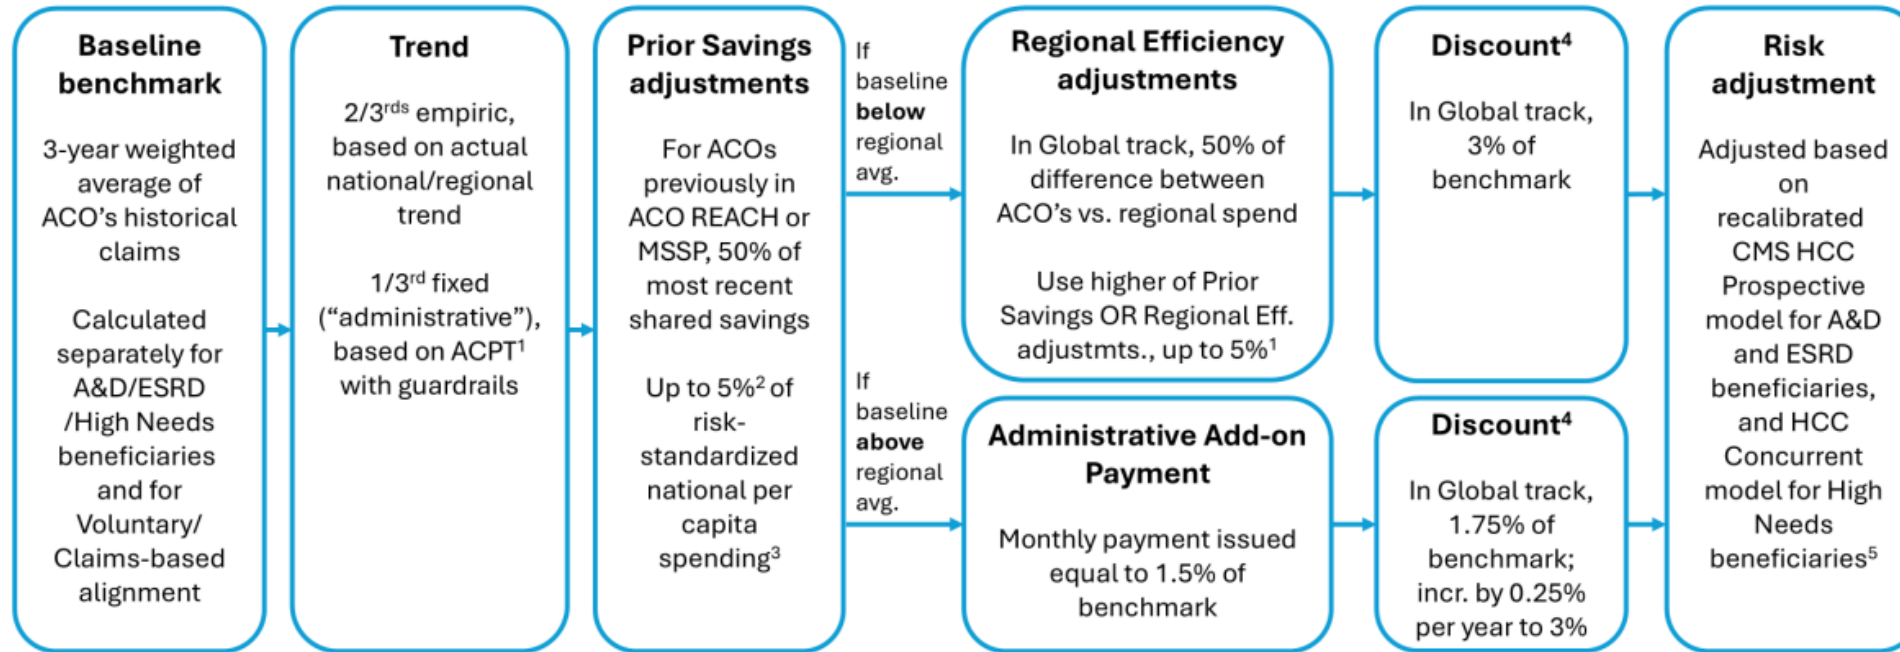 Baseline
benchmark
3-year weighted
average of
ACO’s historical
claims
Calculated
separately for
A&D/ESRD
/High Needs
beneficiaries
and for
Voluntary/
Claims-based
alignment
Trend
2/3rds empiric,
based on actual
national/regional
trend
1/3rd fixed
(“administrative”),
based on ACPT1
with guardrails
Prior Savings
adjustments
For ACOs
previously in
ACO REACH or
MSSP, 50% of
most recent
shared savings
Up to 5%2 of
risk-
standardized
national per
capita
spending3
If
baseline
below
regional
avg.
Regional Efficiency
adjustments
In Global track, 50% of
difference between
ACO’s vs. regional spend
Use higher of Prior
Savings OR Regional Eff.
adjustmts., up to 5%1
Discount4
In Global track,
3% of
benchmark
If
baseline
above
regional
avg.
Administrative Add-on
Payment
Monthly payment issued
equal to 1.5% of
benchmark
Discount4
In Global track,
1.75% of
benchmark;
incr. by 0.25%
per year to 3%
Risk
adjustment
Adjusted based
on
recalibrated
CMS HCC
Prospective
model for A&D
and ESRD
beneficiaries,
and HCC
Concurrent
model for High
Needs
beneficiaries5